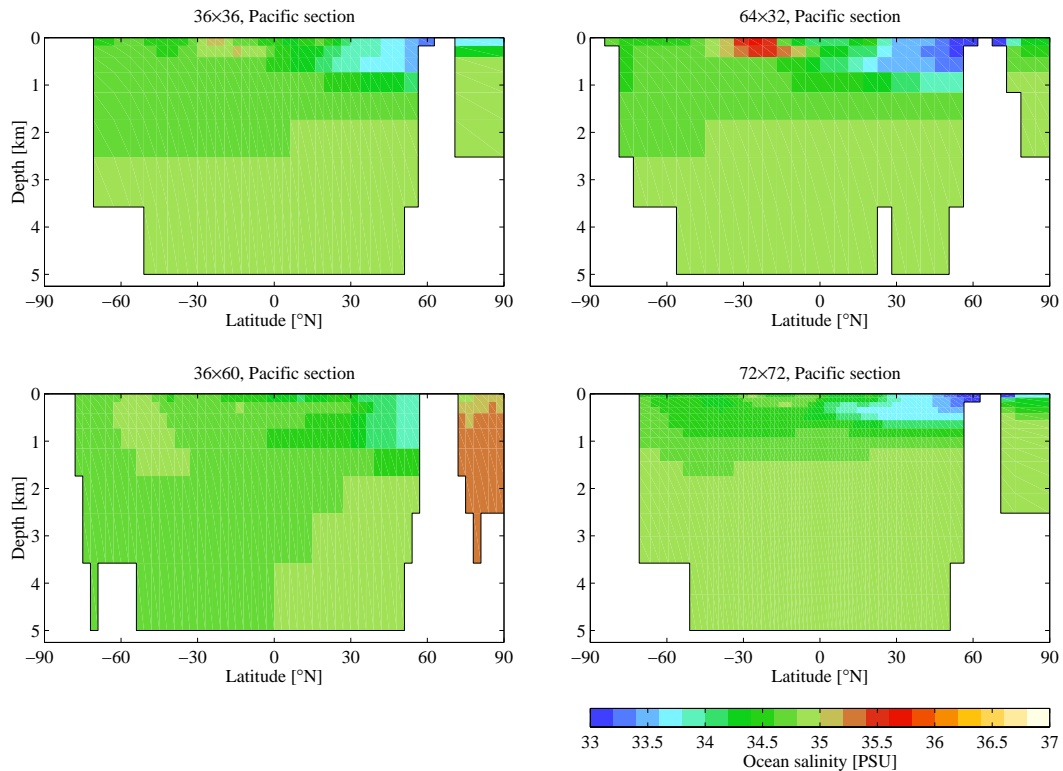 36×36, Pacific section
0
1
2
3
4
5
Depth [km]
−90 −60 −30 0 30 60 90
Latitude [°N]
64×32, Pacific section
0
1
2
3
4
5
−90 −60 −30 0 30 60 90
Latitude [°N]
36×60, Pacific section
0
1
2
3
4
5
Depth [km]
−90 −60 −30 0 30 60 90
Latitude [°N]
72×72, Pacific section
0
1
2
3
4
5
−90 −60 −30 0 30 60 90
Latitude [°N]
33 33.5 34 34.5 35 35.5 36 36.5 37
Ocean salinity [PSU]